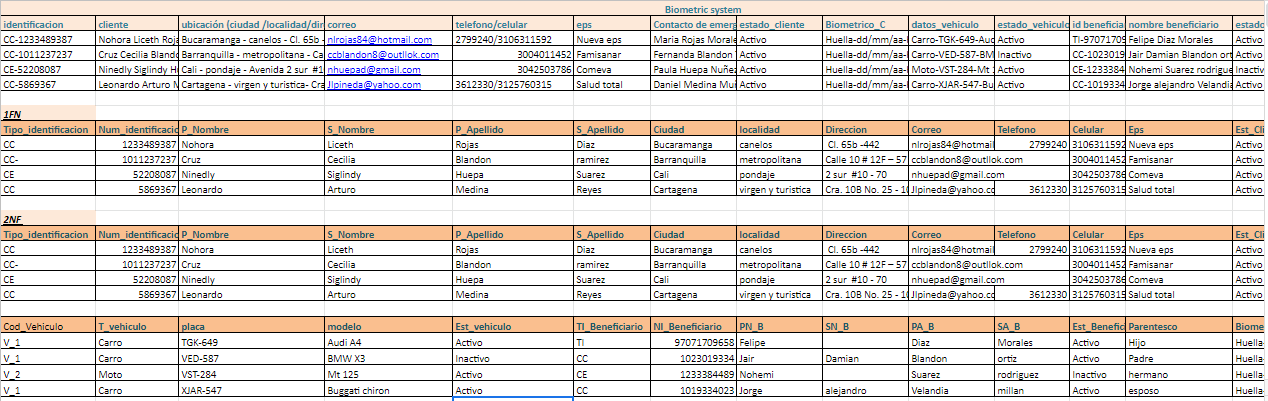 Biometric system
identificacion cliente ubicación (ciudad /localidad/dir correo telefono/celular eps Contacto de emerg estado_cliente Biometrico_C datos_vehiculo estado_vehiculo id beneficia nombre beneficiario estado
CC-1233489387 Nohora Liceth Roj Bucaramanga - canelos - Cl. 65b nlrojas84@hotmail.com 2799240/3106311592 Nueva eps María Rojas Morale Activo Huella-dd/mm/aa-l Carro-TGK-649-Aud Activo TI-97071709 Felipe Diaz Morales Activo
CC-1011237237 Cruz Cecilia Bland Barranquilla - metropolitana - Ca ccblandon8@outllok.com 3004011452 Famisanar Fernanda Blandon Activo Huella-dd/mm/aa-l Carro-VED-587-BM Inactivo CC-1023019 Jair Damian Blandon ort Activo
CE-52208087 Ninedly Siglindy H Cali - pondaje - Avenida 2 sur #1 nhuepad@gmail.com 3042503786 Comeva Paula Huepa Nuñez Activo Huella-dd/mm/aa-l Moto-VST-284-Mt 1 Activo CE-1233384 Nohemi Suarez rodrigue Inactivo
CC-5869367 Leonardo Arturo M Cartagena - virgen y turistica- Cra Jlpineda@yahoo.com 3612330/3125760315 Salud total Daniel Medina Mur Activo Huella-dd/mm/aa-l Carro-XJAR-547-Bu Activo CC-1019334 Jorge alejandro Velandia Activo
1FN
Tipo_identificacion Num_identificacio P_Nombre S_Nombre P_Apellido S_Apellido Ciudad localidad Direccion Correo Telefono Celular Eps Est_Cli
CC 1233489387 Nohora Liceth Rojas Diaz Bucaramanga canelos Cl. 65b -442 nlrojas84@hotmail 2799240 3106311592 Nueva eps Activo
CC- 1011237237 Cruz Cecilia Blandon ramirez Barranquilla metropolitana Calle 10 # 12F – 57 ccblandon8@outllok.com 3004011452 Famisanar Activo
CE 52208087 Ninedly Siglindy Huepa Suarez Cali pondaje 2 sur #10 - 70 nhuepad@gmail.com 3042503786 Comeva Activo
CC 5869367 Leonardo Arturo Medina Reyes Cartagena virgen y turistica Cra. 10B No. 25 - 10 Jlpineda@yahoo.cc 3612330 3125760315 Salud total Activo
2NF
Tipo_identificacion Num_identificacio P_Nombre S_Nombre P_Apellido S_Apellido Ciudad localidad Direccion Correo Telefono Celular Eps Est_Cli
CC 1233489387 Nohora Liceth Rojas Diaz Bucaramanga canelos Cl. 65b -442 nlrojas84@hotmail 2799240 3106311592 Nueva eps Activo
CC- 1011237237 Cruz Cecilia Blandon ramirez Barranquilla metropolitana Calle 10 # 12F – 57 ccblandon8@outllok.com 3004011452 Famisanar Activo
CE 52208087 Ninedly Siglindy Huepa Suarez Cali pondaje 2 sur #10 - 70 nhuepad@gmail.com 3042503786 Comeva Activo
CC 5869367 Leonardo Arturo Medina Reyes Cartagena virgen y turistica Cra. 10B No. 25 - 10 Jlpineda@yahoo.cc 3612330 3125760315 Salud total Activo
Cod_Vehiculo T_vehiculo placa modelo Est_vehiculo TI_Beneficiario NI_Beneficiario PN_B SN_B PA_B SA_B Est_Benefic Parentesco Biome
V_1 Carro TGK-649 Audi A4 Activo TI 97071709658 Felipe Diaz Morales Activo Hijo Huella-
V_1 Carro VED-587 BMW X3 Inactivo CC 1023019334 Jair Damian Blandon ortiz Activo Padre Huella-
V_2 Moto VST-284 Mt 125 Activo CE 1233384489 Nohemi Suarez rodriguez Inactivo hermano Huella-
V_1 Carro XJAR-547 Buggati chiron Activo CC 1019334023 Jorge alejandro Velandia millan Activo esposo Huella-